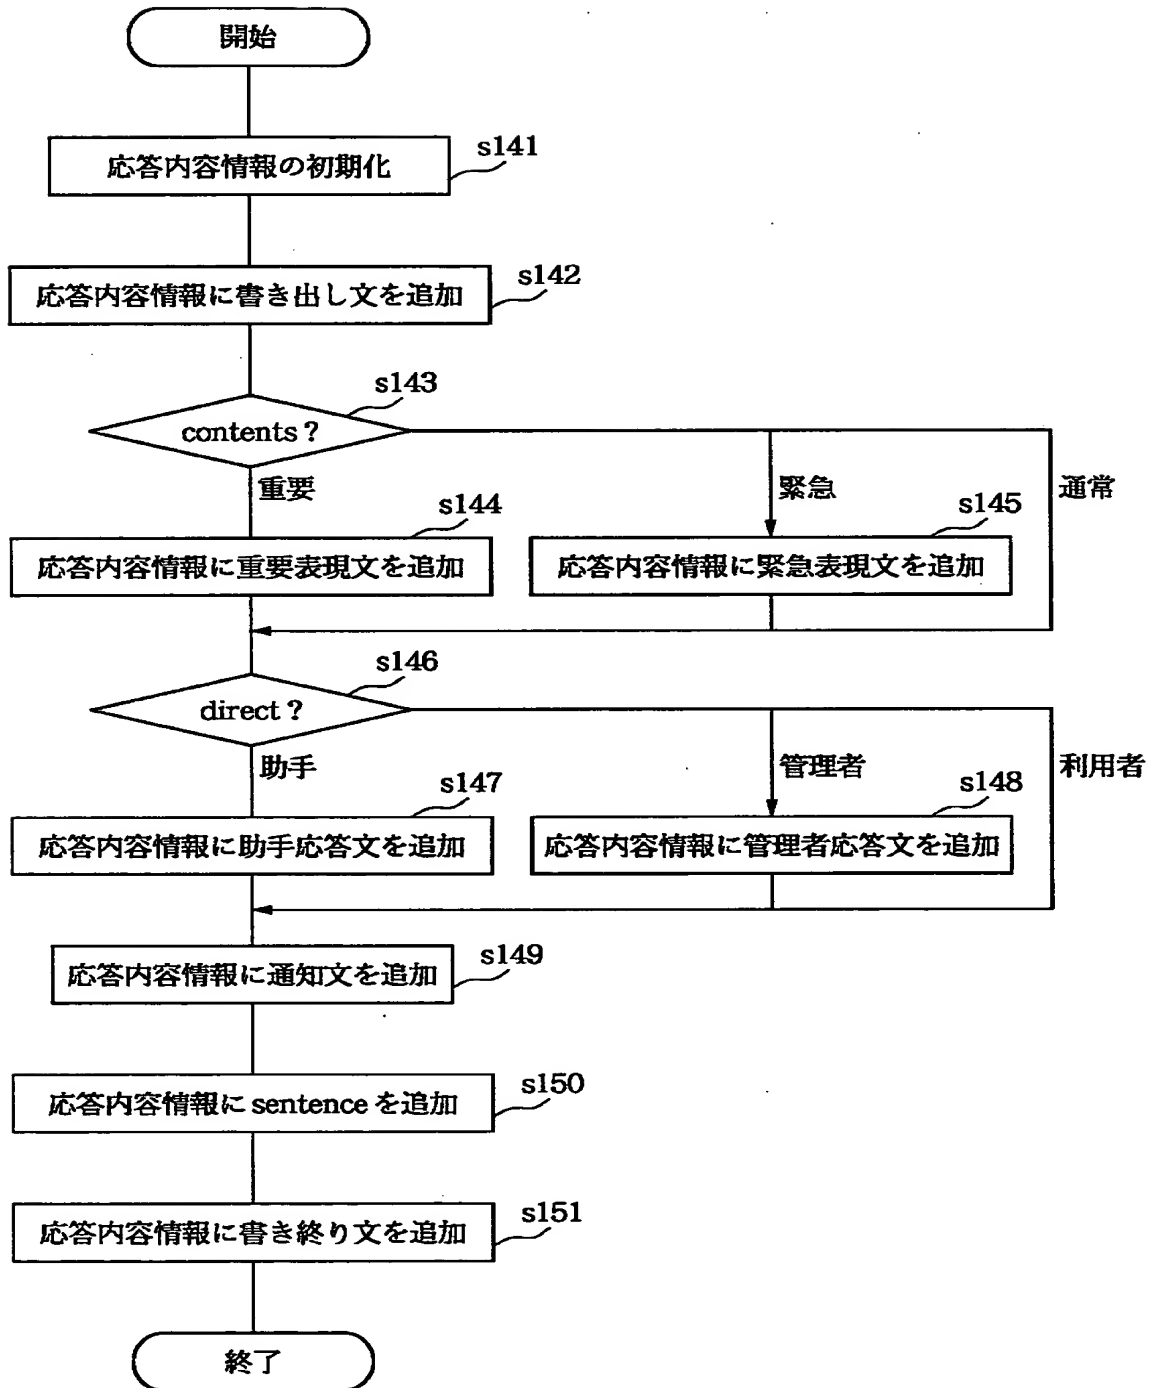 開始
s141
応答内容情報の初期化
s142
応答内容情報に書き出し文を追加
s143
contents?
重要
緊急
通常
s144
応答内容情報に重要表現文を追加
s145
応答内容情報に緊急表現文を追加
s146
direct?
助手
管理者
利用者
s147
応答内容情報に助手応答文を追加
s148
応答内容情報に管理者応答文を追加
s149
応答内容情報に通知文を追加
s150
応答内容情報にsentenceを追加
s151
応答内容情報に書き終り文を追加
終了